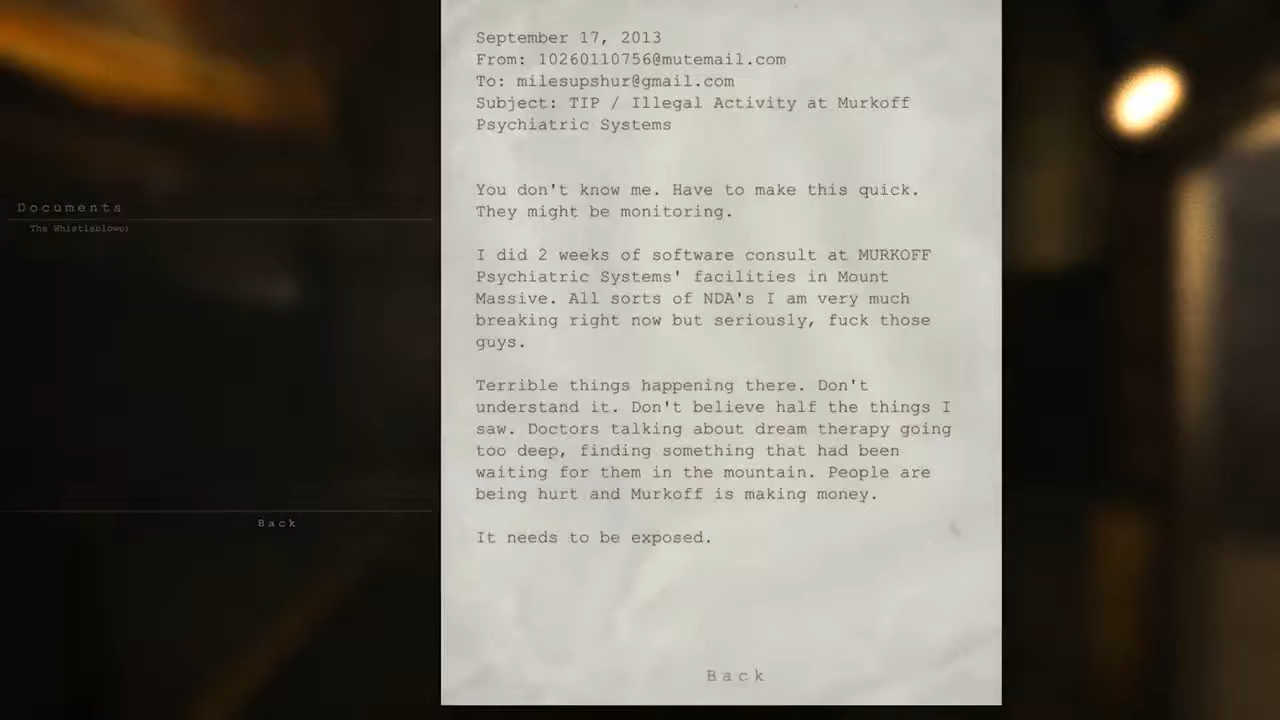 September 17, 2013
From: 10260110756@mutemail.com
To: milesupshur@gmail.com
Subject: TIP / Illegal Activity at Murkoff
Psychiatric Systems
You don't know me. Have to make this quick.
They might be monitoring.
I did 2 weeks of software consult at MURKOFF
Psychiatric Systems' facilities in Mount
Massive. All sorts of NDA's I am very much
breaking right now but seriously, fuck those
guys.
Terrible things happening there. Don't
understand it. Don't believe half the things I
saw. Doctors talking about dream therapy going
too deep, finding something that had been
waiting for them in the mountain. People are
being hurt and Murkoff is making money.
It needs to be exposed.
Back
Documents
The Whistleblower
Back